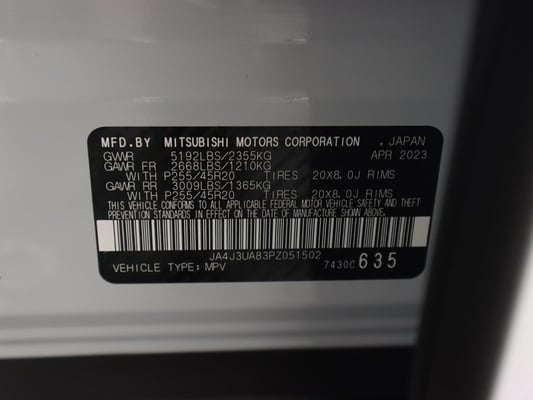 MFD.BY MITSUBISHI MOTORS CORPORATION . JAPAN
GVWR 5192LBS/2355KG APR 2023
GAWR FR 2668LBS/1210KG
WITH P255/45R20 TIRES 20X8.0J RIMS
GAWR RR 3009LBS/1365KG
WITH P255/45R20 TIRES 20X8.0J RIMS
THIS VEHICLE CONFORMS TO ALL APPLICABLE FEDERAL MOTOR VEHICLE SAFETY AND THEFT
PREVENTION STANDARDS IN EFFECT ON THE DATE OF MANUFACTURE SHOWN ABOVE.
JA4J3UA83PZ051502
VEHICLE TYPE: MPV 7430C 635